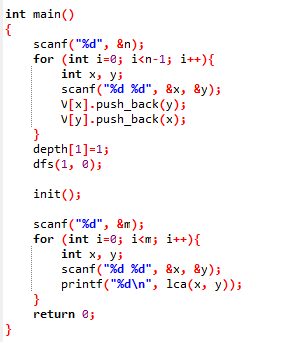 int main()
{
    scanf("%d", &n);
    for (int i=0; i<n-1; i++){
        int x, y;
        scanf("%d %d", &x, &y);
        V[x].push_back(y);
        V[y].push_back(x);
    }
    depth[1]=1;
    dfs(1, 0);

    init();

    scanf("%d", &m);
    for (int i=0; i<m; i++){
        int x, y;
        scanf("%d %d", &x, &y);
        printf("%d\n", lca(x, y));
    }
    return 0;
}